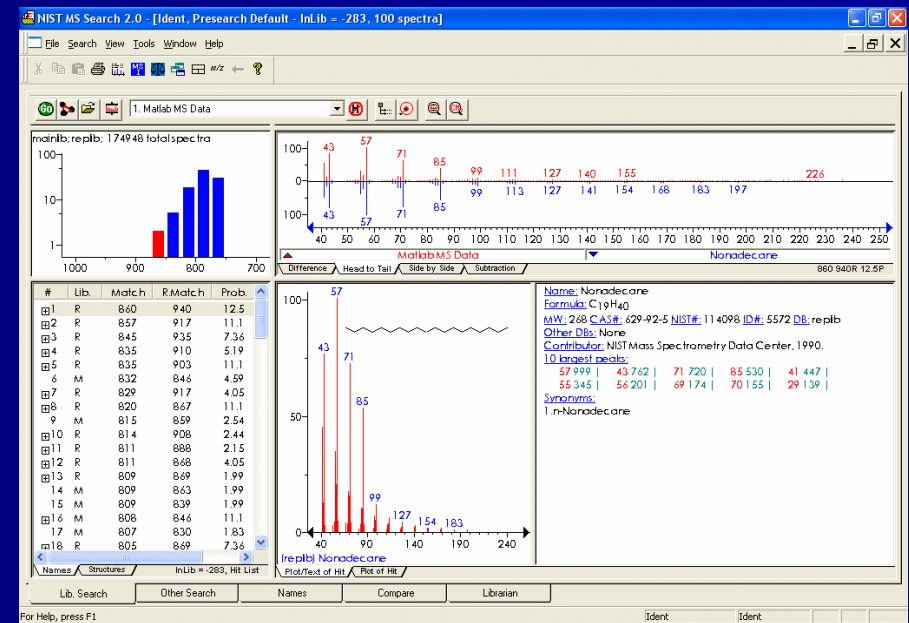 NIST MS Search 2.0 - [Ident, Presearch Default - InLib = -283, 100 spectra]
File Search View Tools Window Help
m/z
Go 1. Matlab MS Data
mainlib; replib; 174948 total spectra
100
10
1
1000 900 800 700
100
0
100
43 57 71 85 99 111 127 140 155 226
43 57 71 85 99 113 127 141 154 168 183 197
40 50 60 70 80 90 100 110 120 130 140 150 160 170 180 190 200 210 220 230 240 250
Matlab MS Data Nonadecane
Difference Head to Tail Side by Side Subtraction 860 940R 12.5P
# Lib. Match R.Match Prob.
1 R 860 940 12.5
2 R 857 917 11.1
3 R 845 935 7.36
4 R 835 910 5.19
5 R 835 903 11.1
6 M 832 846 4.59
7 R 829 917 4.05
8 R 820 867 11.1
9 M 815 859 2.54
10 R 814 908 2.44
11 R 811 888 2.15
12 R 811 868 4.05
13 R 809 869 1.99
14 M 809 863 1.99
15 M 809 839 1.99
16 M 808 846 11.1
17 M 807 830 1.83
18 R 805 869 7.36
Names Structures InLib = -283, Hit List
100
50
0
57
43
71
85
99
127
154
183
40 90 140 190 240
(replib) Nonadecane
Plot/Text of Hit Plot of Hit
Name: Nonadecane
Formula: C19H40
MW: 268 CAS#: 629-92-5 NIST#: 114098 ID#: 5572 DB: replib
Other DBs: None
Contributor: NIST Mass Spectrometry Data Center, 1990.
10 largest peaks:
57 999 | 43 762 | 71 720 | 85 530 | 41 447 |
55 345 | 56 201 | 69 174 | 70 155 | 29 139 |
Synonyms:
1.n-Nonadecane
Lib. Search Other Search Names Compare Librarian
For Help, press F1 Ident Ident